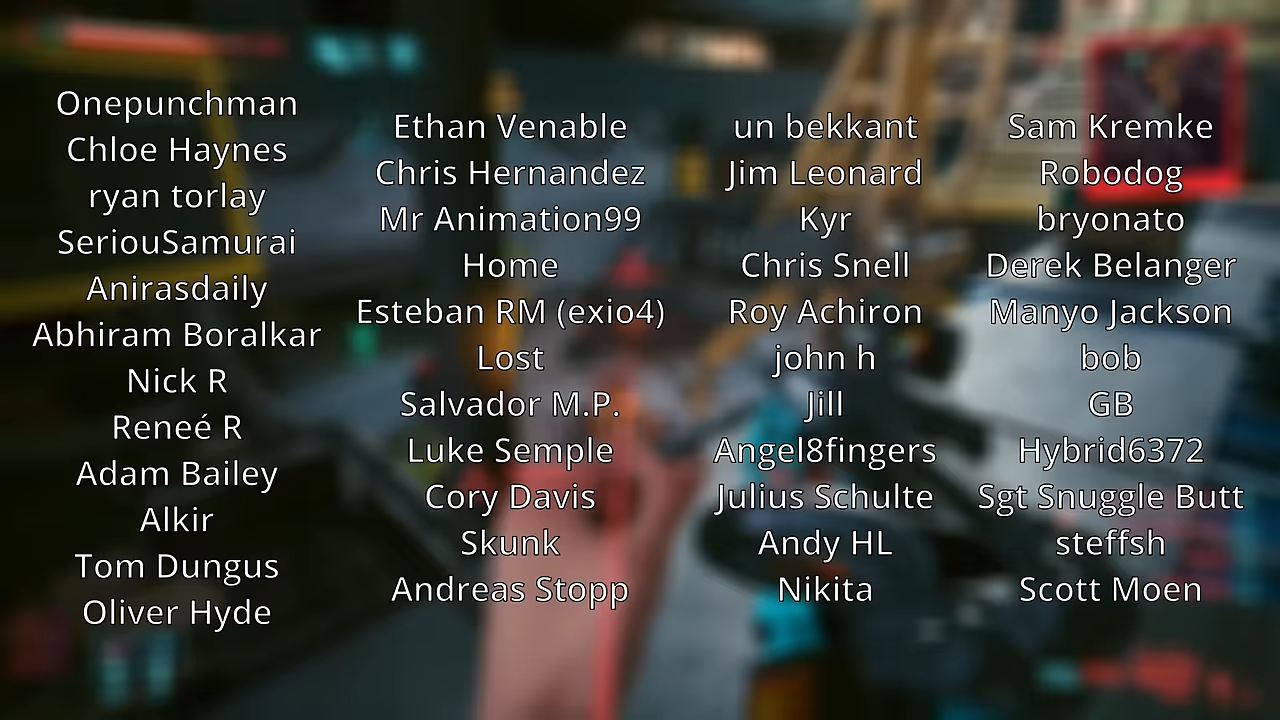 Onepunchman
Chloe Haynes
ryan torlay
SeriouSamurai
Anirasdaily
Abhiram Boralkar
Nick R
Reneé R
Adam Bailey
Alkir
Tom Dungus
Oliver Hyde
Ethan Venable
Chris Hernandez
Mr Animation99
Home
Esteban RM (exio4)
Lost
Salvador M.P.
Luke Semple
Cory Davis
Skunk
Andreas Stopp
un bekkant
Jim Leonard
Kyr
Chris Snell
Roy Achiron
john h
Jill
Angel8fingers
Julius Schulte
Andy HL
Nikita
Sam Kremke
Robodog
bryonato
Derek Belanger
Manyo Jackson
bob
GB
Hybrid6372
Sgt Snuggle Butt
steffsh
Scott Moen